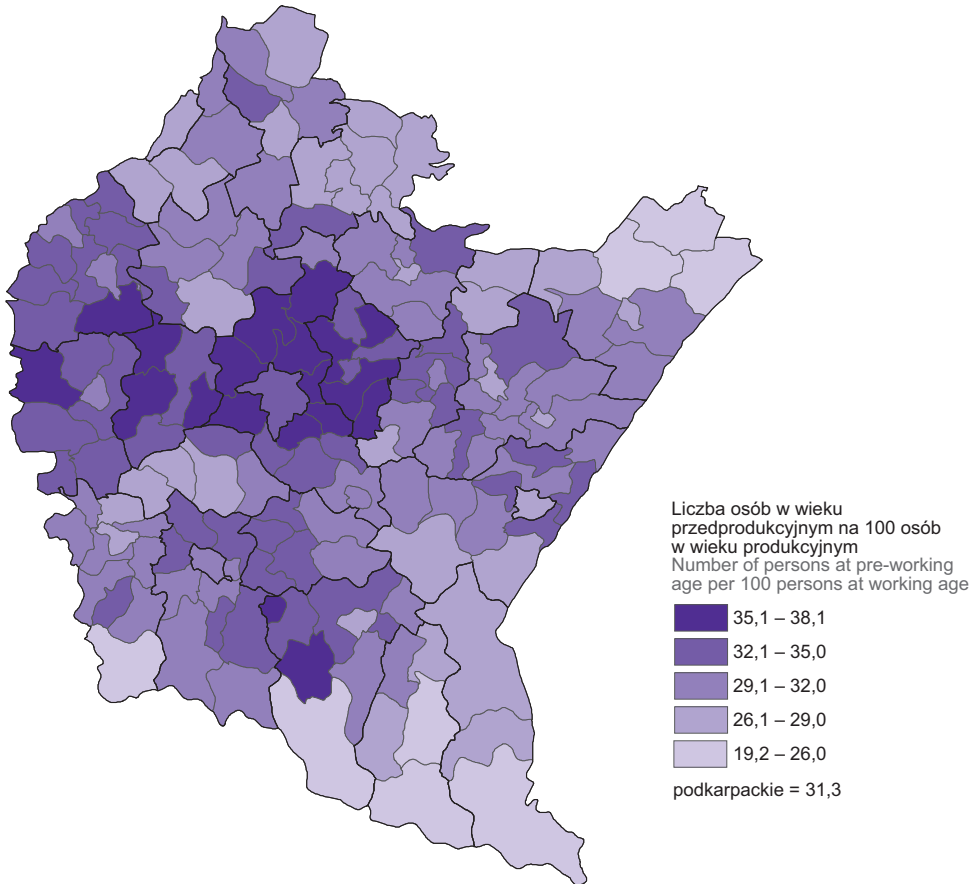 Liczba osób w wieku
przedprodukcyjnym na 100 osób
w wieku produkcyjnym
Number of persons at pre-working
age per 100 persons at working age
35,1 – 38,1
32,1 – 35,0
29,1 – 32,0
26,1 – 29,0
19,2 – 26,0
podkarpackie = 31,3